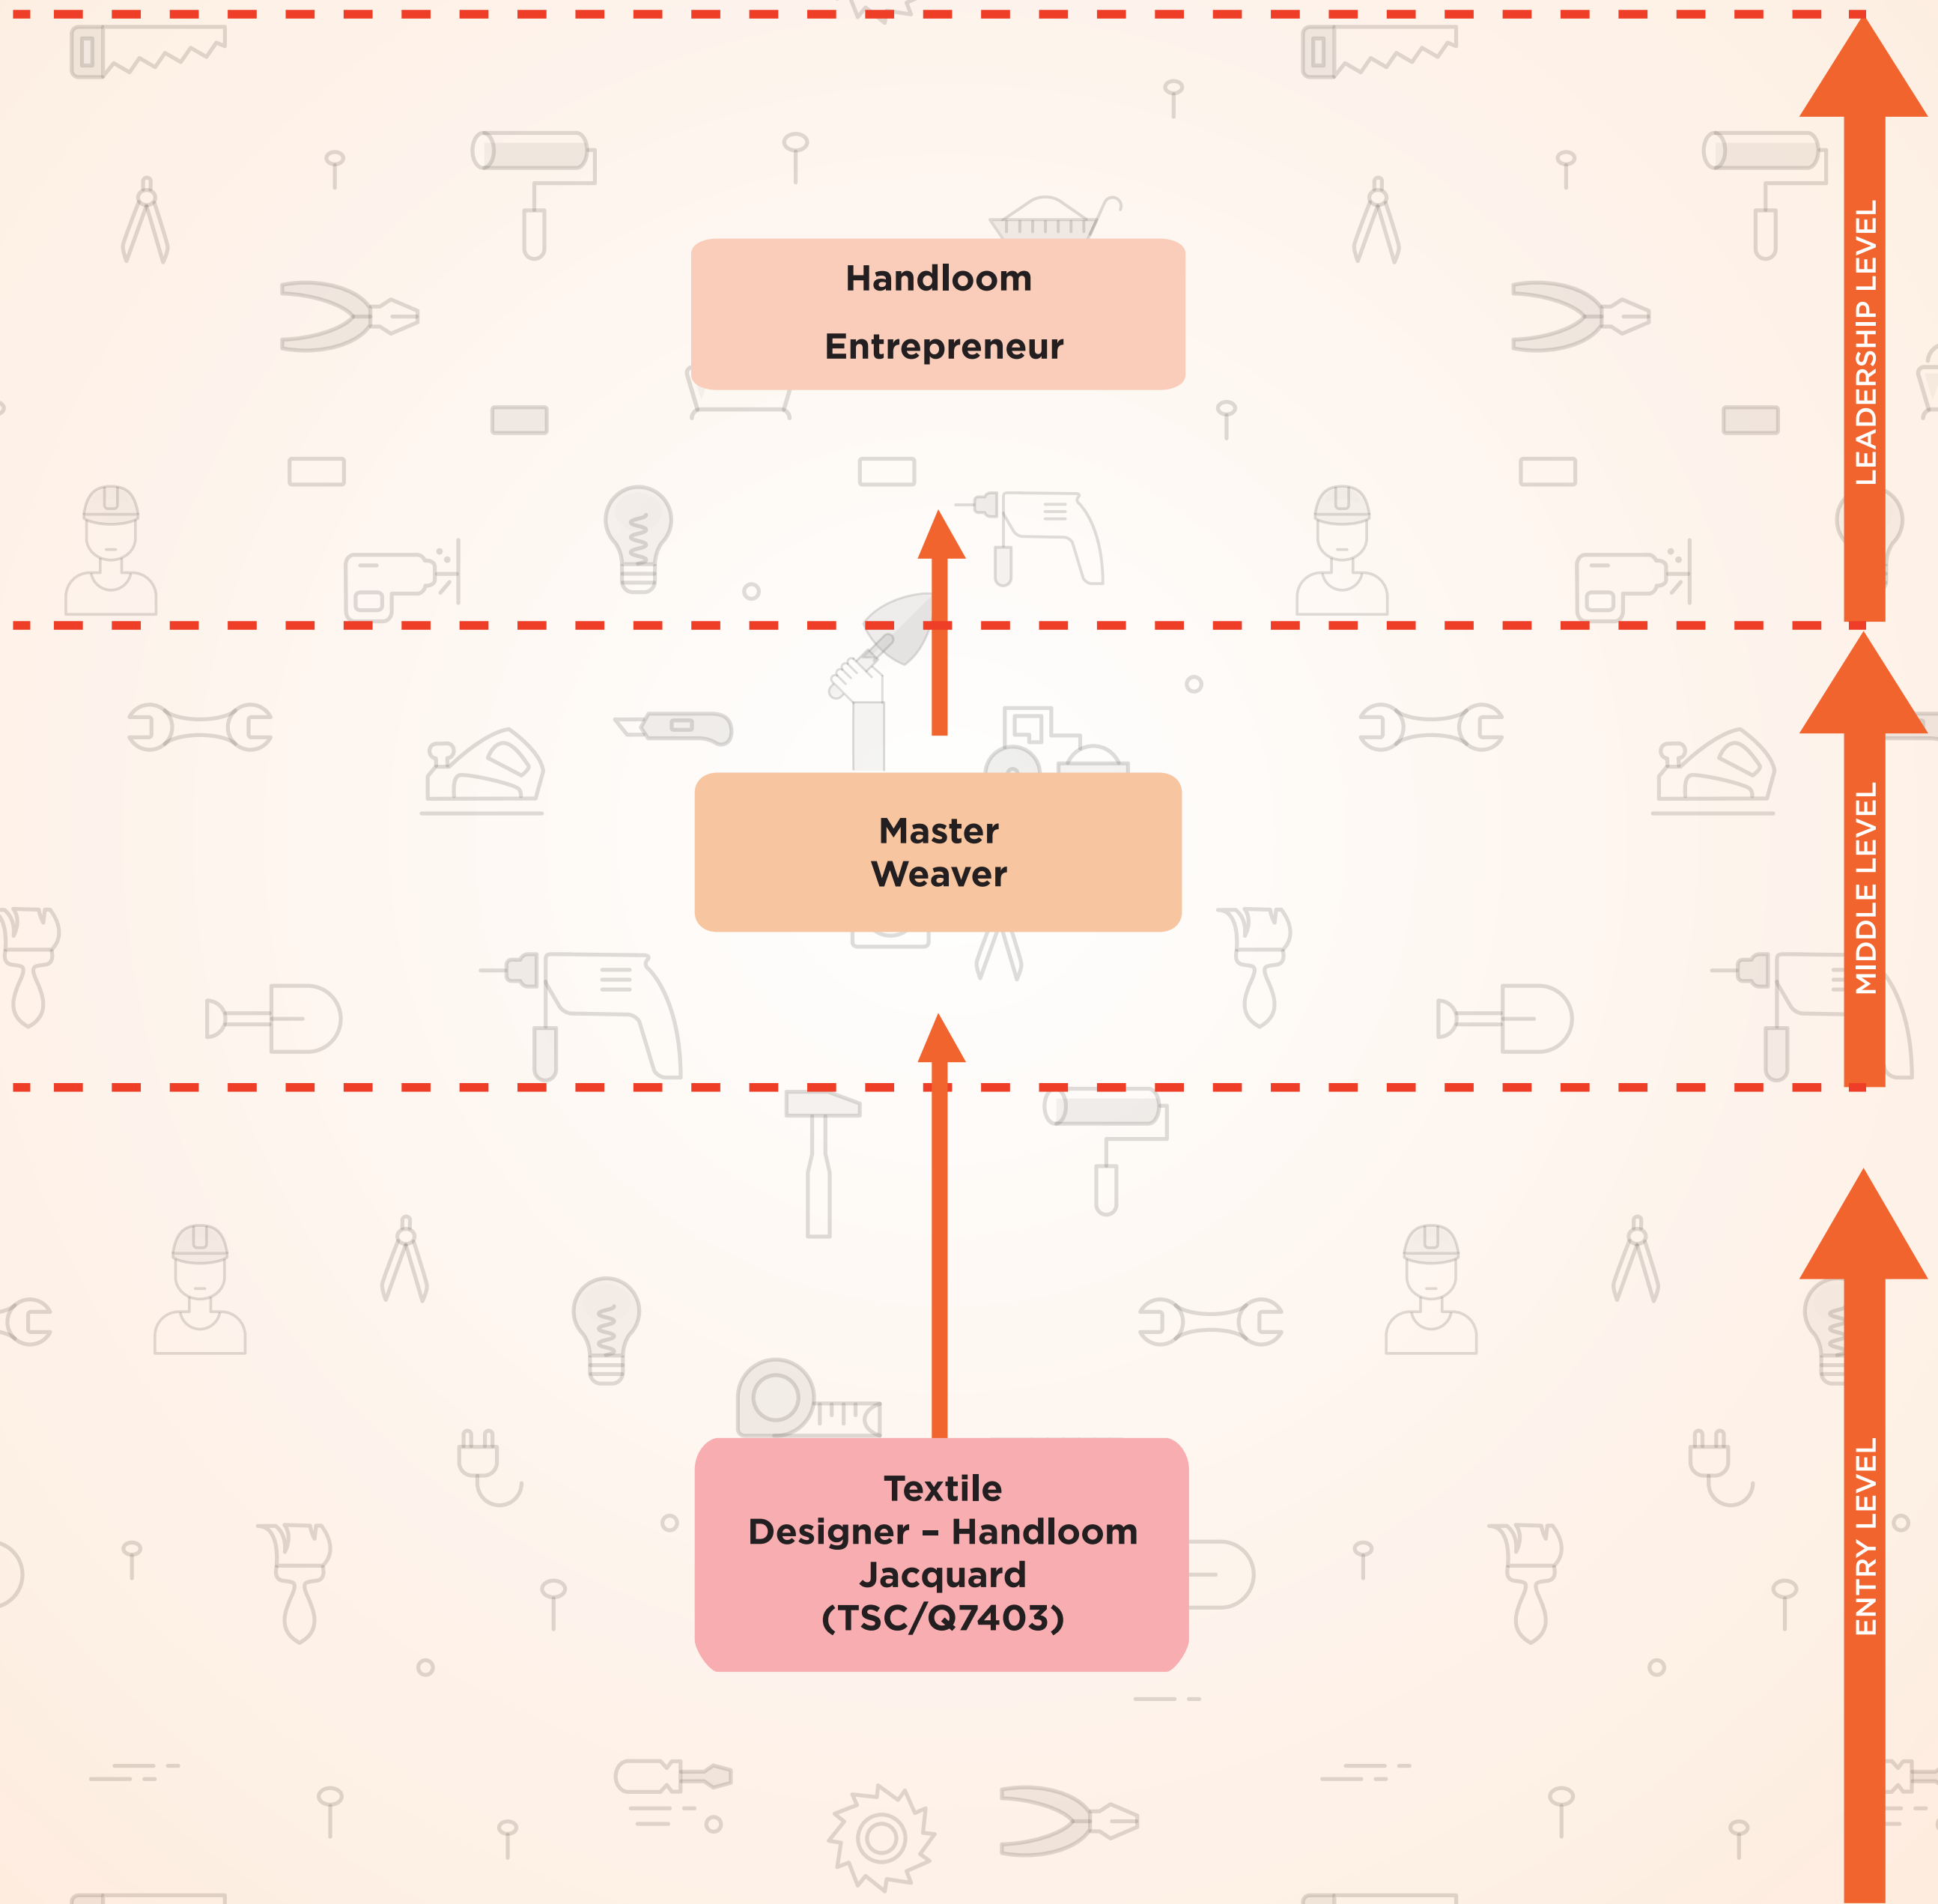 Handloom
Entrepreneur
LEADERSHIP LEVEL
Master
Weaver
MIDDLE LEVEL
Textile
Designer – Handloom
Jacquard
(TSC/Q7403)
ENTRY LEVEL